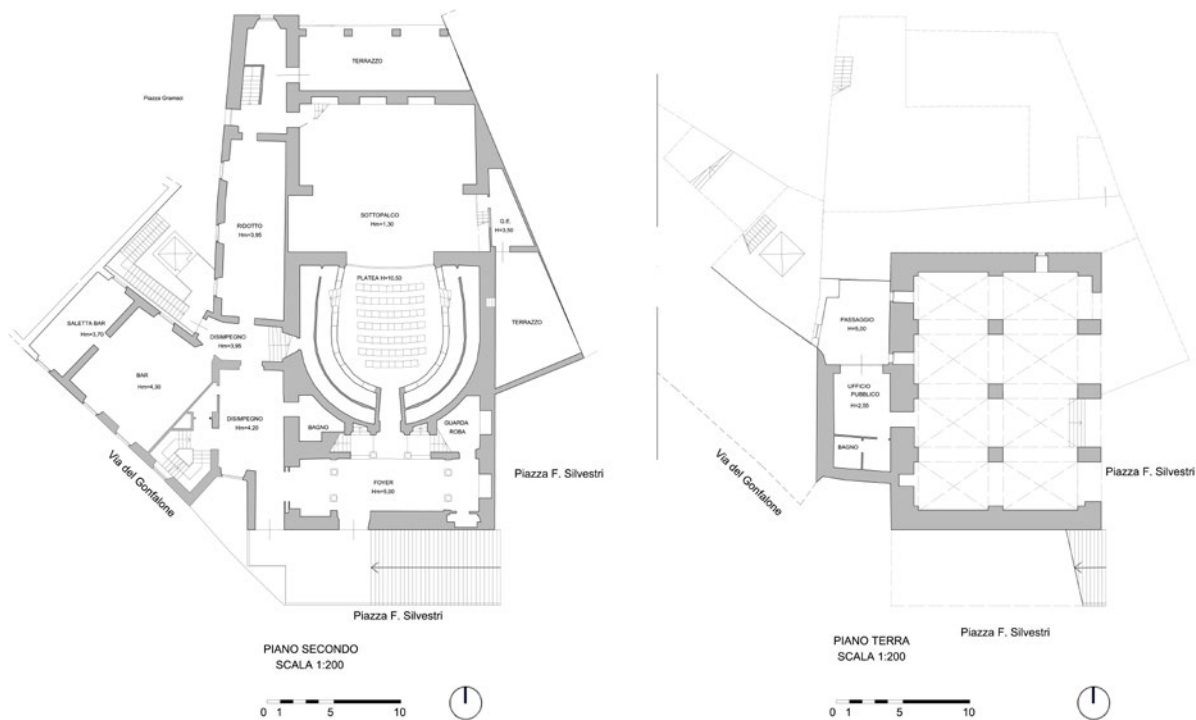 TERRAZZO
Piazza Gramsci
SOTTOPALCO
Hm=1,30
G.E.
H=3,50
RIDOTTO
Hm=3,95
PLATEA H=10,53
TERRAZZO
SALETTA BAR
Hm=3,70
DISIMPEGNO
Hm=3,95
BAR
Hm=4,30
DISIMPEGNO
Hm=4,20
BAGNO
GUARDA
ROBA
Via del Gonfalone
FOYER
Hm=5,00
Piazza F. Silvestri
Piazza F. Silvestri
PIANO SECONDO
SCALA 1:200
0 1 5 10
PASSAGGIO
H=5,00
UFFICIO
PUBBLICO
H=2,55
BAGNO
Via del Gonfalone
Piazza F. Silvestri
Piazza F. Silvestri
PIANO TERRA
SCALA 1:200
0 1 5 10